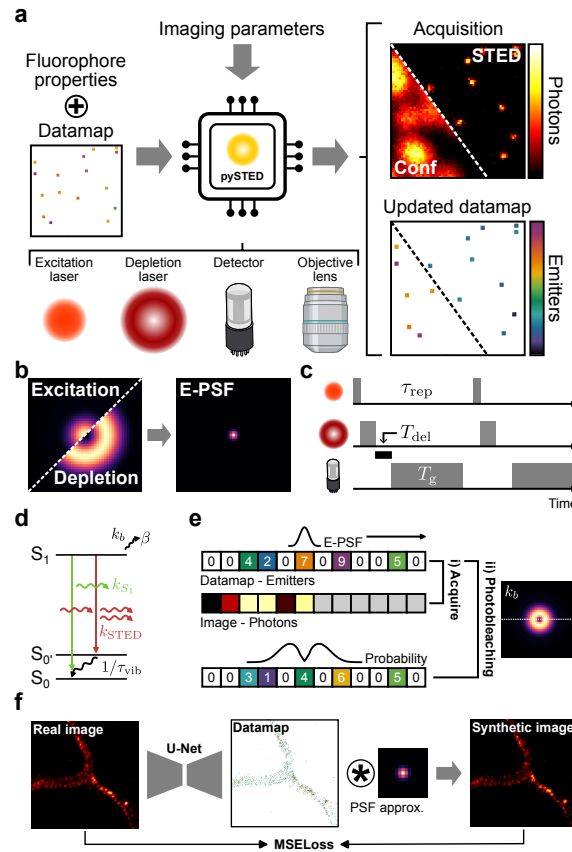 a
Imaging parameters
Acquisition
Fluorophore
properties
Datamap
pySTED
STED
Conf
Photons
Updated datamap
Emitters
Excitation
laser
Depletion
laser
Detector
Objective
lens
b
Excitation
Depletion
E-PSF
c
τrep
Tdel
Tg
Time
d
S1
kb
β
kS1
kSTED
S0'
1/τvib
S0
e
E-PSF
0 0 4 2 0 7 0 9 0 0 5 0
Datamap - Emitters
Image - Photons
Probability
0 0 3 1 0 4 0 6 0 0 5 0
i) Acquire
ii) Photobleaching
kb
f
Real image
U-Net
Datamap
PSF approx.
Synthetic image
MSELoss